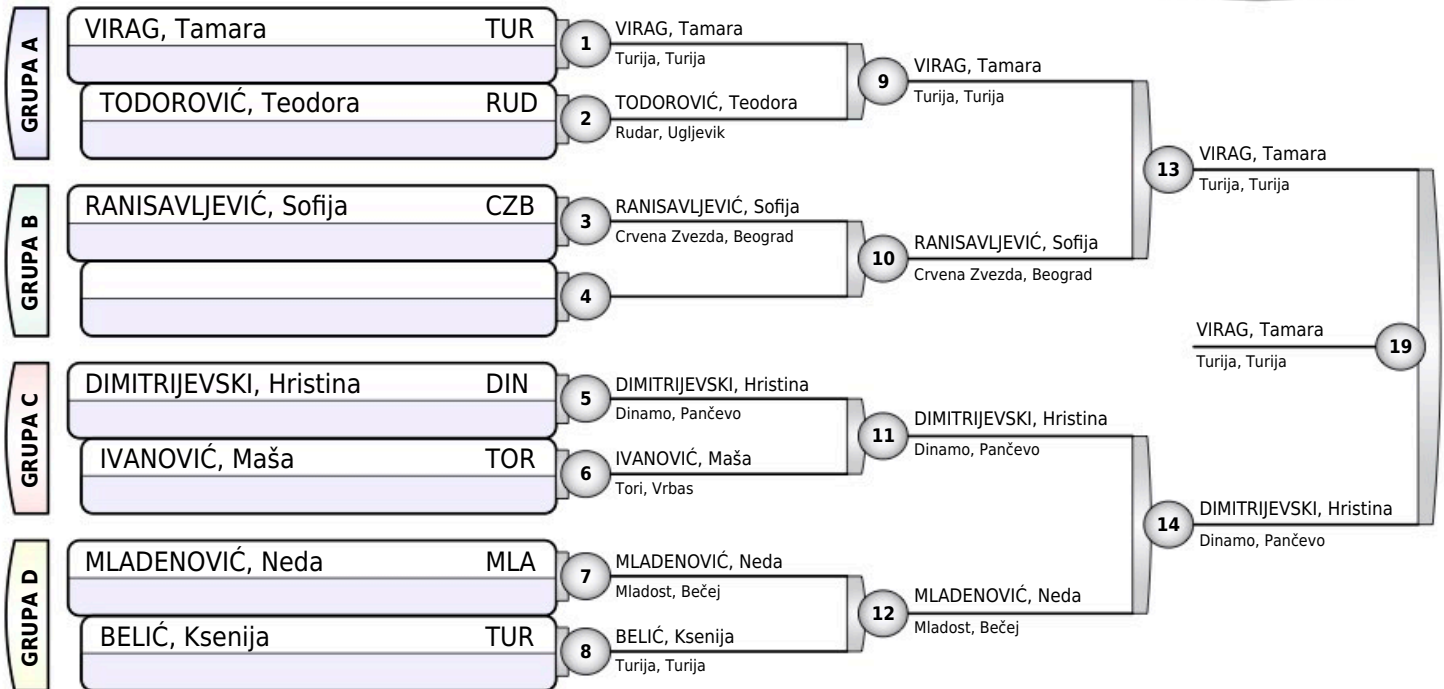 GRUPA A
VIRAG, Tamara TUR
TODOROVIĆ, Teodora RUD
GRUPA B
RANISAVLJEVIĆ, Sofija CZB
GRUPA C
DIMITRIJEVSKI, Hristina DIN
IVANOVIĆ, Maša TOR
GRUPA D
MLADENOVIĆ, Neda MLA
BELIĆ, Ksenija TUR
1
VIRAG, Tamara
Turija, Turija
2
TODOROVIĆ, Teodora
Rudar, Ugljevik
3
RANISAVLJEVIĆ, Sofija
Crvena Zvezda, Beograd
4
5
DIMITRIJEVSKI, Hristina
Dinamo, Pančevo
6
IVANOVIĆ, Maša
Tori, Vrbas
7
MLADENOVIĆ, Neda
Mladost, Bečej
8
BELIĆ, Ksenija
Turija, Turija
9
VIRAG, Tamara
Turija, Turija
10
RANISAVLJEVIĆ, Sofija
Crvena Zvezda, Beograd
11
DIMITRIJEVSKI, Hristina
Dinamo, Pančevo
12
MLADENOVIĆ, Neda
Mladost, Bečej
13
VIRAG, Tamara
Turija, Turija
14
DIMITRIJEVSKI, Hristina
Dinamo, Pančevo
VIRAG, Tamara
Turija, Turija
19